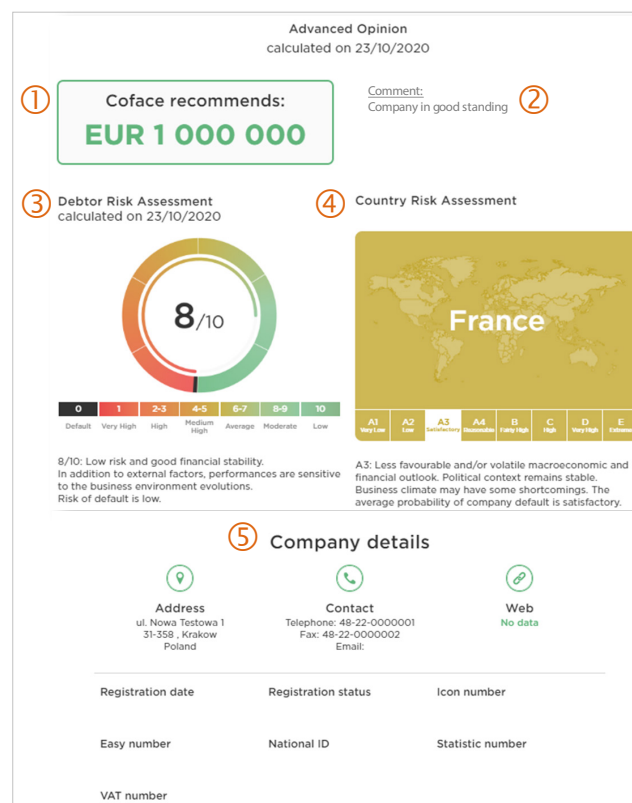 Advanced Opinion
calculated on 23/10/2020
① Coface recommends:
EUR 1 000 000
Comment:
Company in good standing ②
③ Debtor Risk Assessment
calculated on 23/10/2020
8/10
0 1 2-3 4-5 6-7 8-9 10
Default Very High High Medium High Average Moderate Low
8/10: Low risk and good financial stability.
In addition to external factors, performances are sensitive
to the business environment evolutions.
Risk of default is low.
④ Country Risk Assessment
France
A1 A2 A3 A4 B C D E
Very Low Low Satisfactory Reasonable Fairly High High Very High Extreme
A3: Less favourable and/or volatile macroeconomic and
financial outlook. Political context remains stable.
Business climate may have some shortcomings. The
average probability of company default is satisfactory.
⑤ Company details
Address
ul. Nowa Testowa 1
31-358 , Krakow
Poland
Contact
Telephone: 48-22-0000001
Fax: 48-22-0000002
Email:
Web
No data
Registration date Registration status Icon number
Easy number National ID Statistic number
VAT number